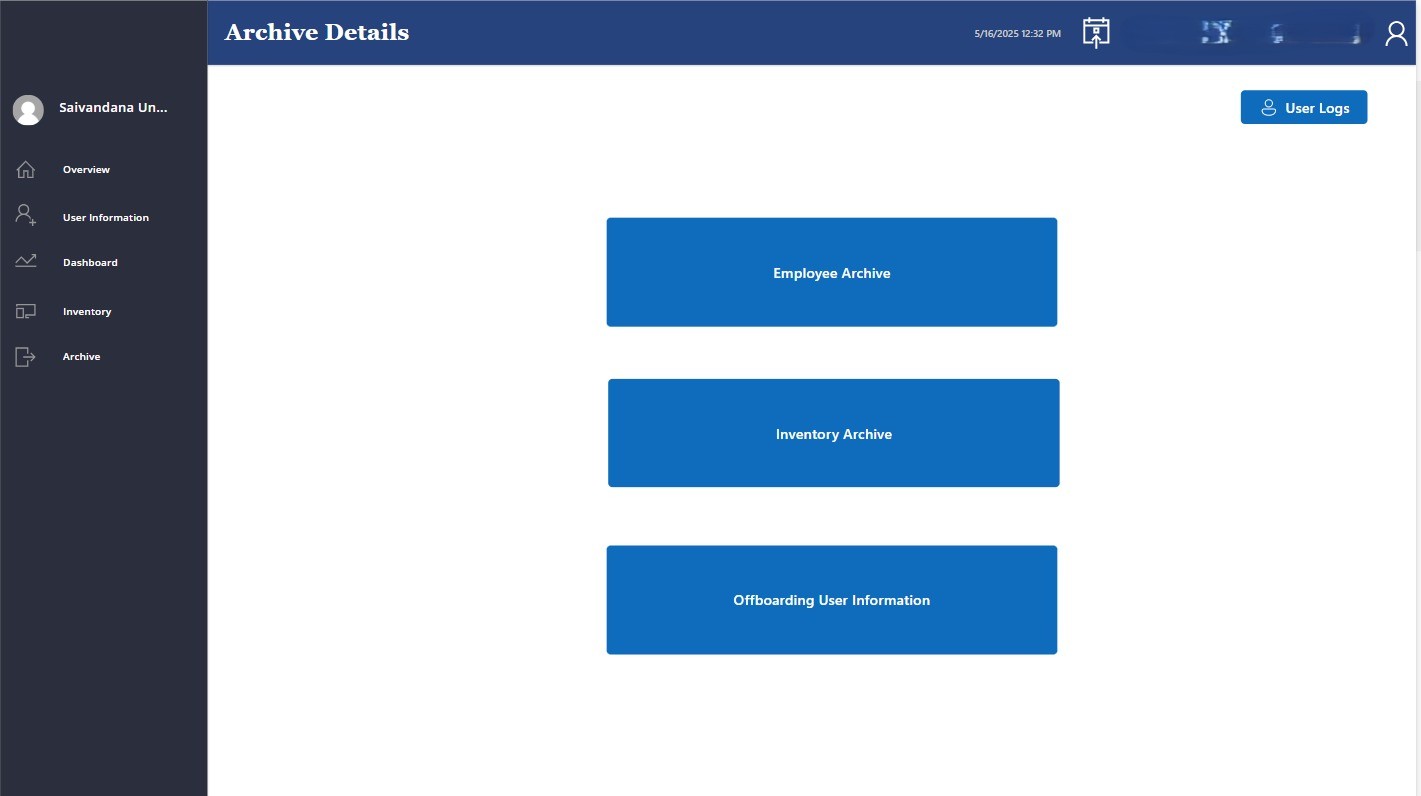 Archive Details
5/16/2025 12:32 PM
Saivandana Un...
User Logs
Overview
User Information
Dashboard
Inventory
Archive
Employee Archive
Inventory Archive
Offboarding User Information